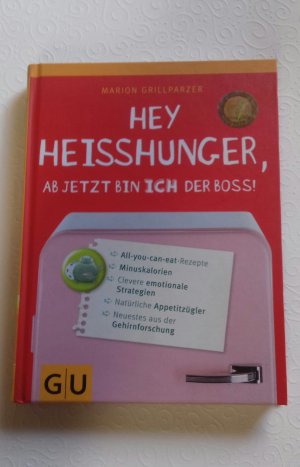 MARION GRILLPARZER
HEY
HEISSHUNGER,
AB JETZT BIN ICH DER BOSS!
All-you-can-eat-Rezepte
Minuskalorien
Clevere emotionale
Strategien
Natürliche Appetitzügler
Neuestes aus der
Gehirnforschung
GU